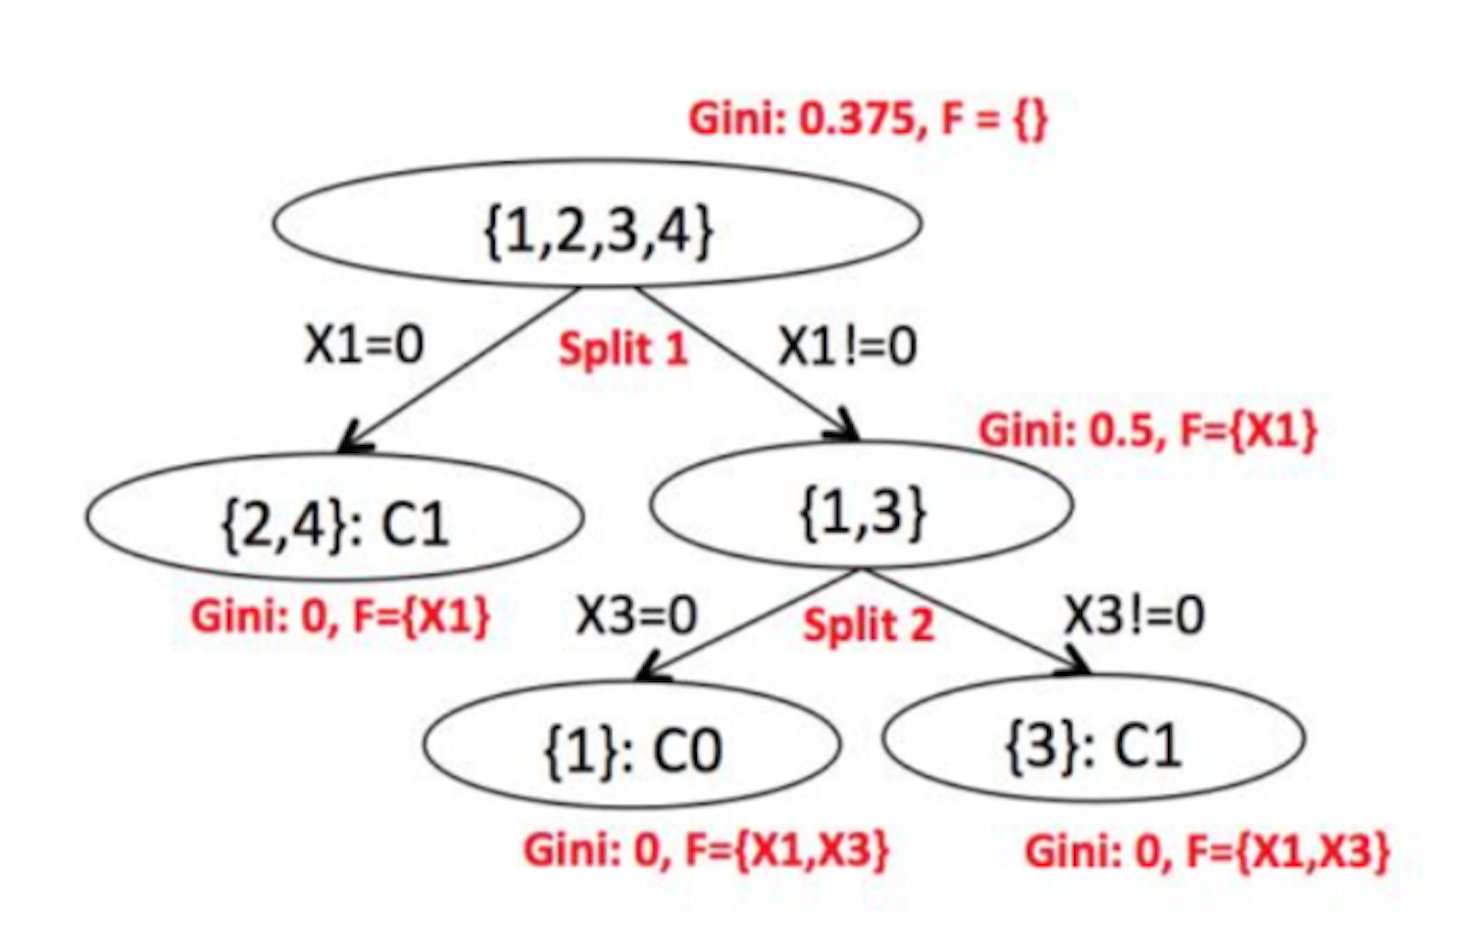 Gini: 0.375, F = {}
{1,2,3,4}
X1=0
Split 1
X1!=0
Gini: 0.5, F={X1}
{2,4}: C1
{1,3}
Gini: 0, F={X1}
X3=0
Split 2
X3!=0
{1}: C0
{3}: C1
Gini: 0, F={X1,X3}
Gini: 0, F={X1,X3}